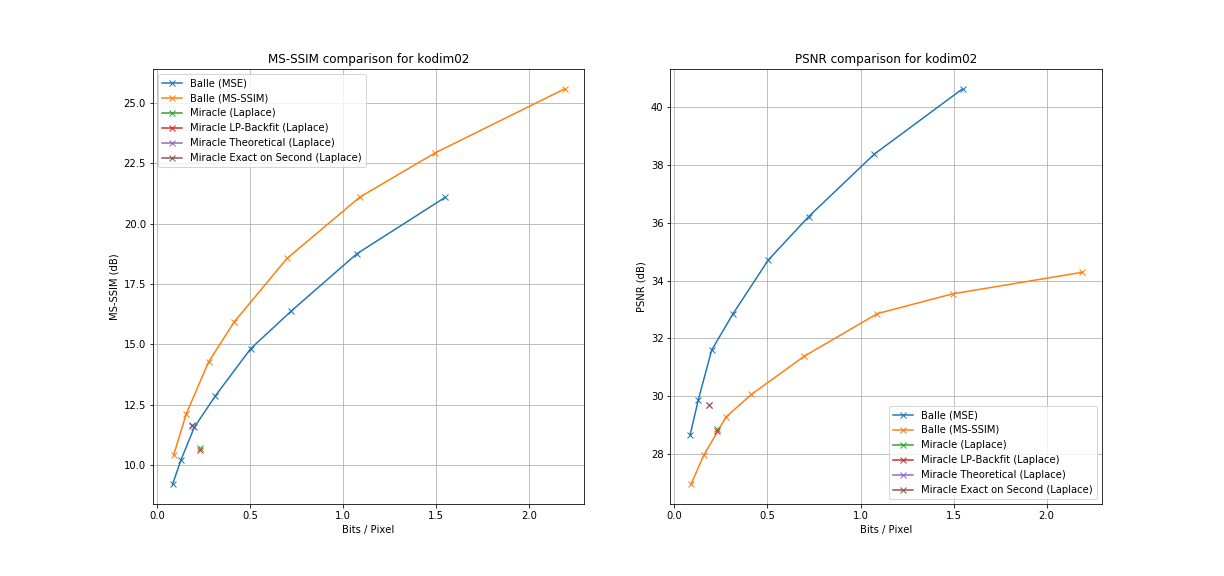 MS-SSIM comparison for kodim02
MS-SSIM (dB)
25.0
22.5
20.0
17.5
15.0
12.5
10.0
Balle (MSE)
Balle (MS-SSIM)
Miracle (Laplace)
Miracle LP-Backfit (Laplace)
Miracle Theoretical (Laplace)
Miracle Exact on Second (Laplace)
0.0 0.5 1.0 1.5 2.0
Bits / Pixel
PSNR comparison for kodim02
PSNR (dB)
40
38
36
34
32
30
28
Balle (MSE)
Balle (MS-SSIM)
Miracle (Laplace)
Miracle LP-Backfit (Laplace)
Miracle Theoretical (Laplace)
Miracle Exact on Second (Laplace)
0.0 0.5 1.0 1.5 2.0
Bits / Pixel